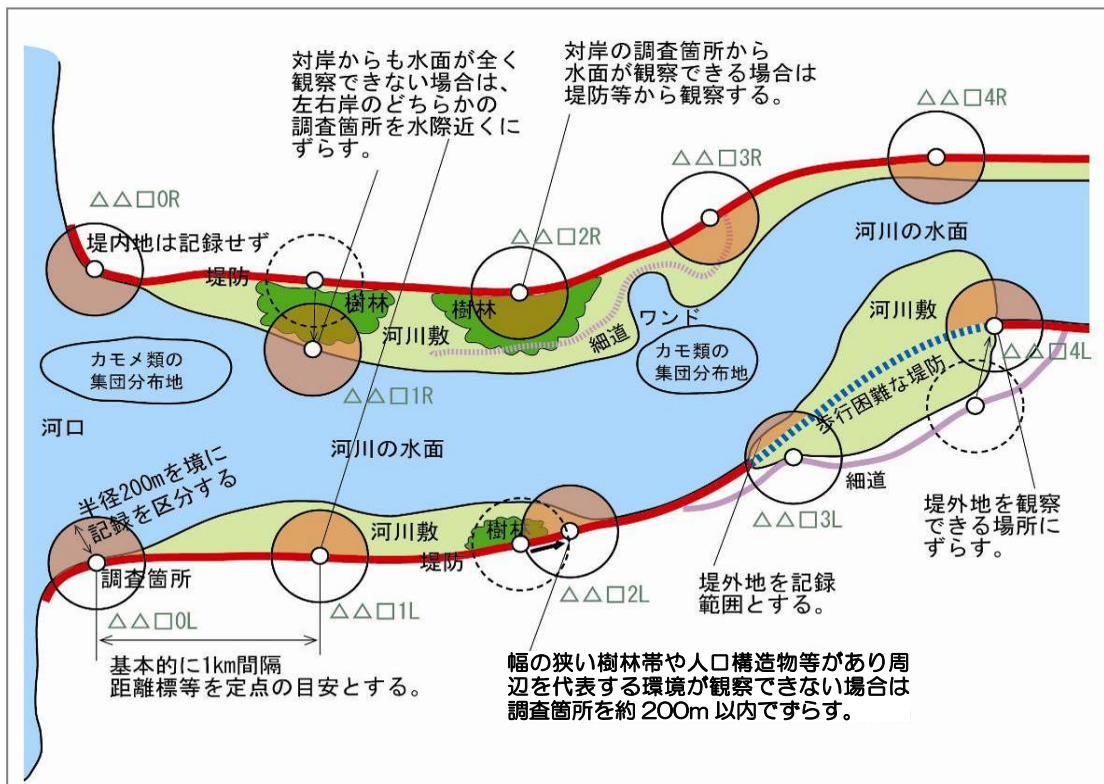 対岸からも水面が全く
観察できない場合は、
左右岸のどちらかの
調査箇所を水際近くに
ずらす。
対岸の調査箇所から
水面が観察できる場合は
堤防等から観察する。
△△□4R
△△□3R
△△□0R
△△□2R
堤内地は記録せず
堤防
樹林
樹林
河川の水面
河川敷
河川敷
細道
ワンド
カモメ類の
集団分布地
カモ類の
集団分布地
△△□4L
△△□1R
歩行困難な堤防
河口
河川の水面
半径200mを境に
記録を区分する
細道
河川敷
樹林
堤防
△△□3L
堤外地を観察
できる場所に
ずらす。
調査箇所
△△□0L
△△□1L
△△□2L
堤外地を記録
範囲とする。
基本的に1km間隔
距離標等を定点の目安とする。
幅の狭い樹林帯や人口構造物等があり周
辺を代表する環境が観察できない場合は
調査箇所を約200m以内でずらす。